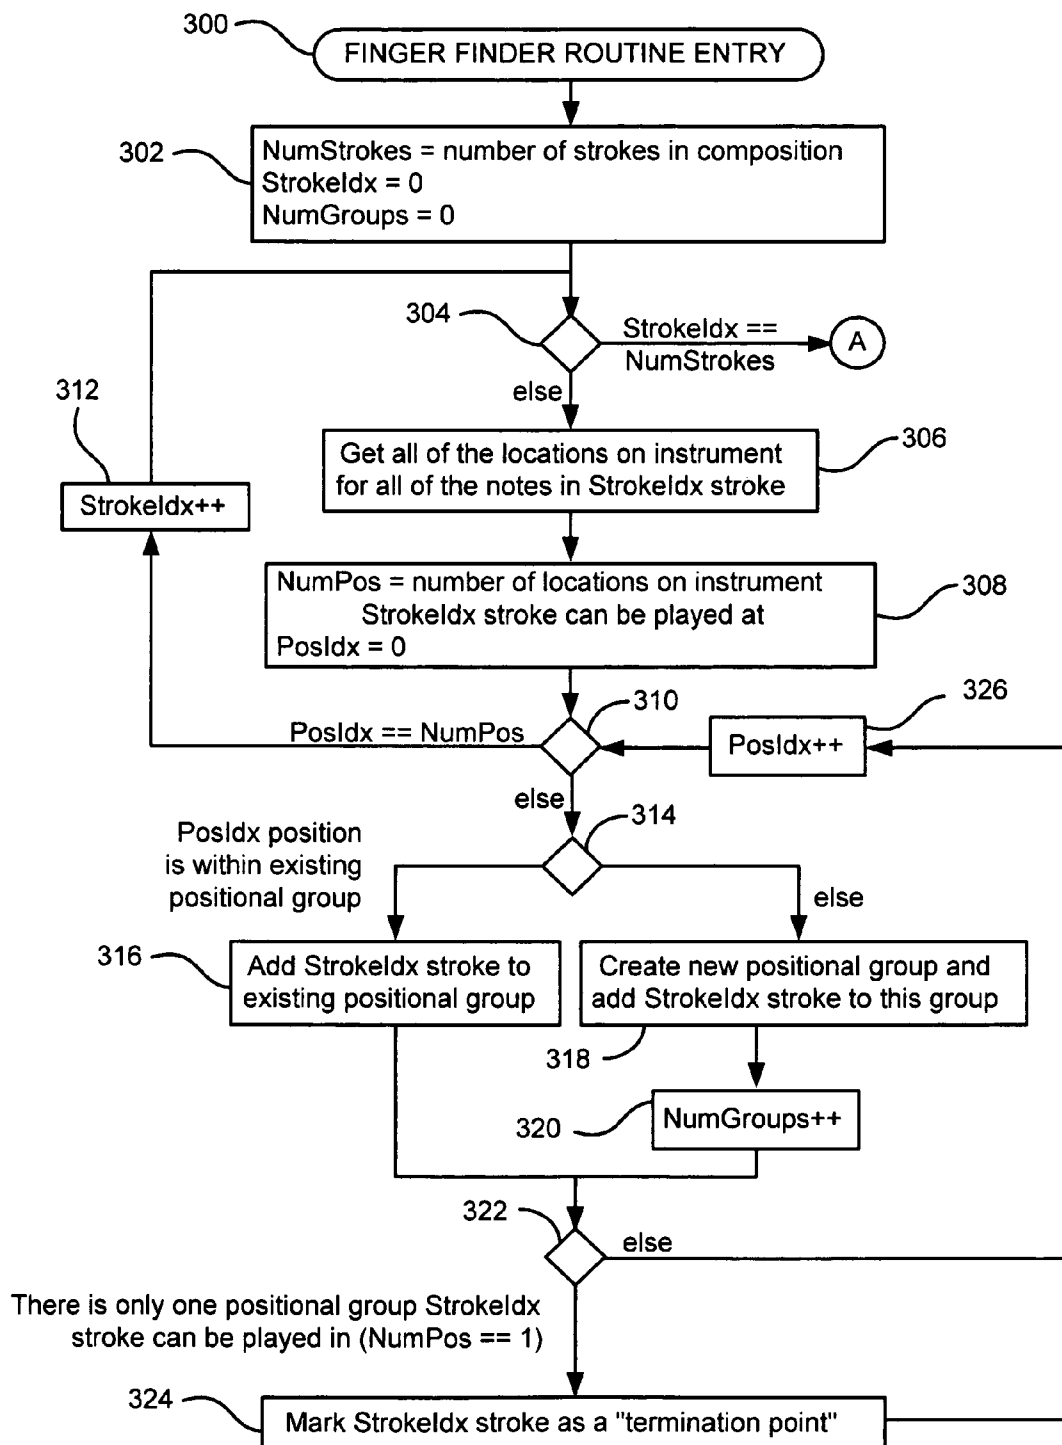 300
FINGER FINDER ROUTINE ENTRY
302
NumStrokes = number of strokes in composition
StrokeIdx = 0
NumGroups = 0
304
StrokeIdx ==
NumStrokes
A
else
312
StrokeIdx++
306
Get all of the locations on instrument
for all of the notes in StrokeIdx stroke
308
NumPos = number of locations on instrument
StrokeIdx stroke can be played at
PosIdx = 0
310
PosIdx == NumPos
326
PosIdx++
else
314
PosIdx position
is within existing
positional group
else
316
Add StrokeIdx stroke to
existing positional group
Create new positional group and
add StrokeIdx stroke to this group
318
320
NumGroups++
322
else
There is only one positional group StrokeIdx
stroke can be played in (NumPos == 1)
324
Mark StrokeIdx stroke as a "termination point"